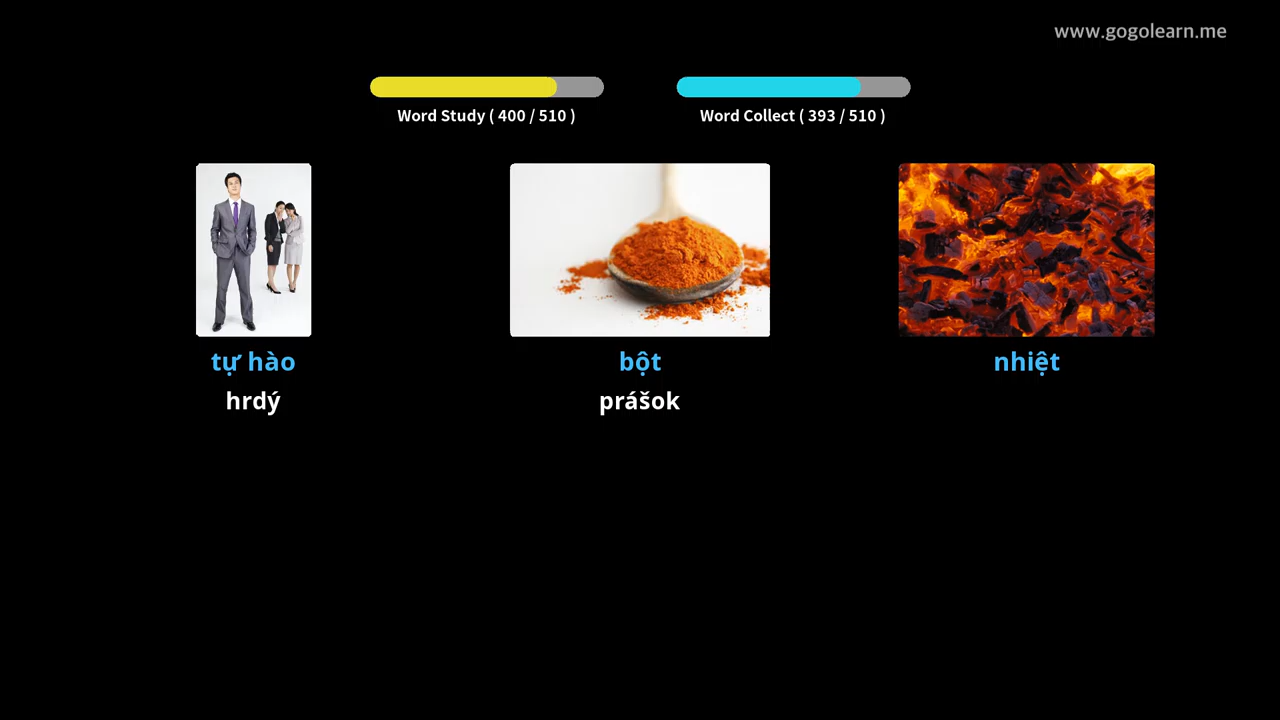 www.gogolearn.me
Word Study ( 400 / 510 )
Word Collect ( 393 / 510 )
tự hào
hrdý
bột
prášok
nhiệt